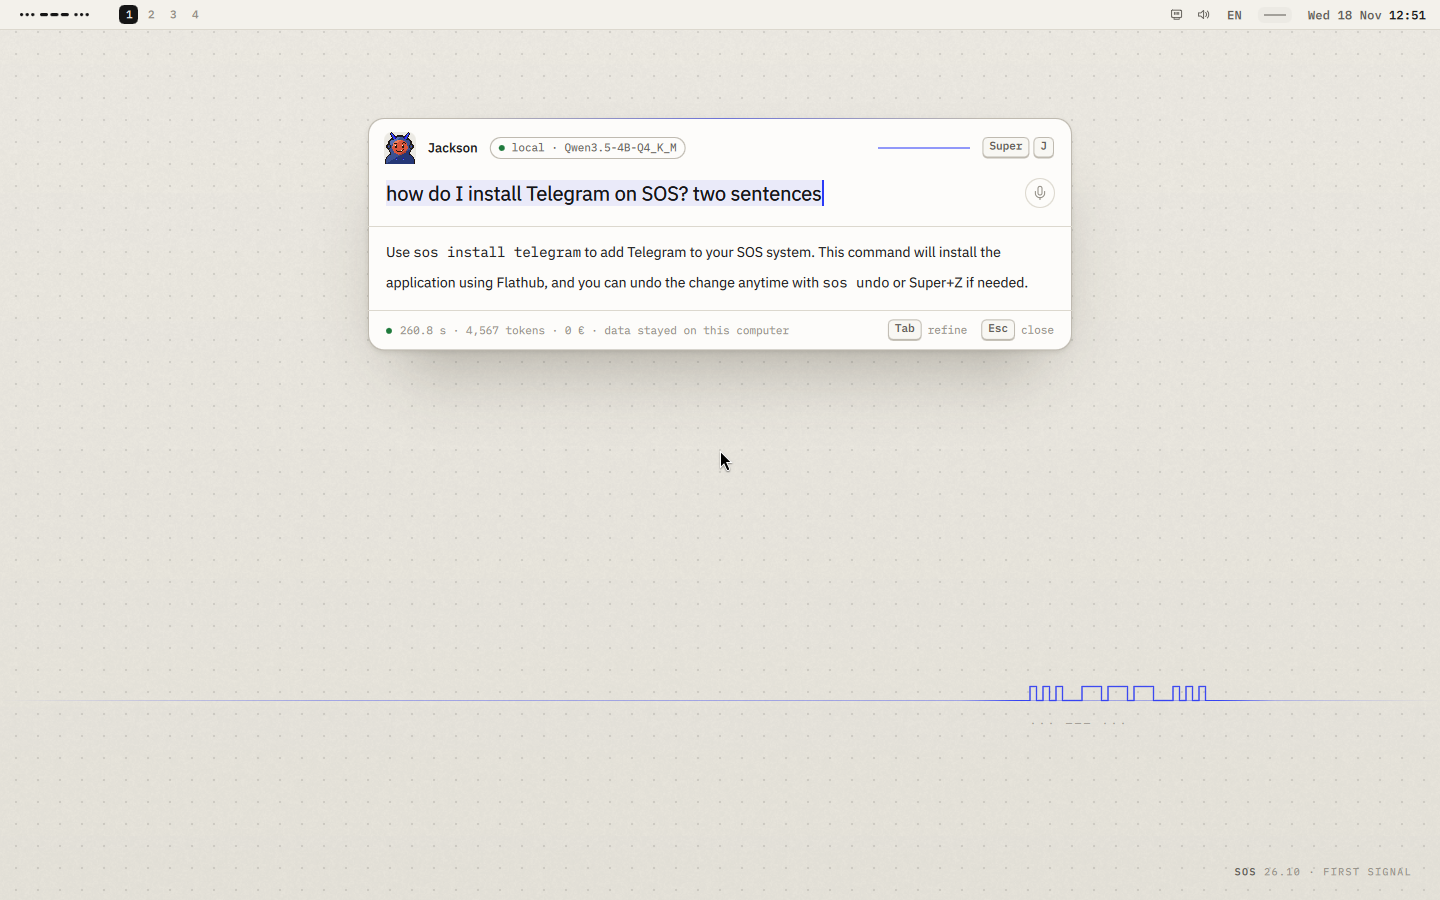 1 2 3 4
EN
Wed 18 Nov 12:51
Jackson
local · Qwen3.5-4B-Q4_K_M
Super J
how do I install Telegram on SOS? two sentences
Use sos install telegram to add Telegram to your SOS system. This command will install the
application using Flathub, and you can undo the change anytime with sos undo or Super+Z if needed.
260.8 s · 4,567 tokens · 0 € · data stayed on this computer
Tab refine Esc close
··· ——— ···
SOS 26.10 · FIRST SIGNAL